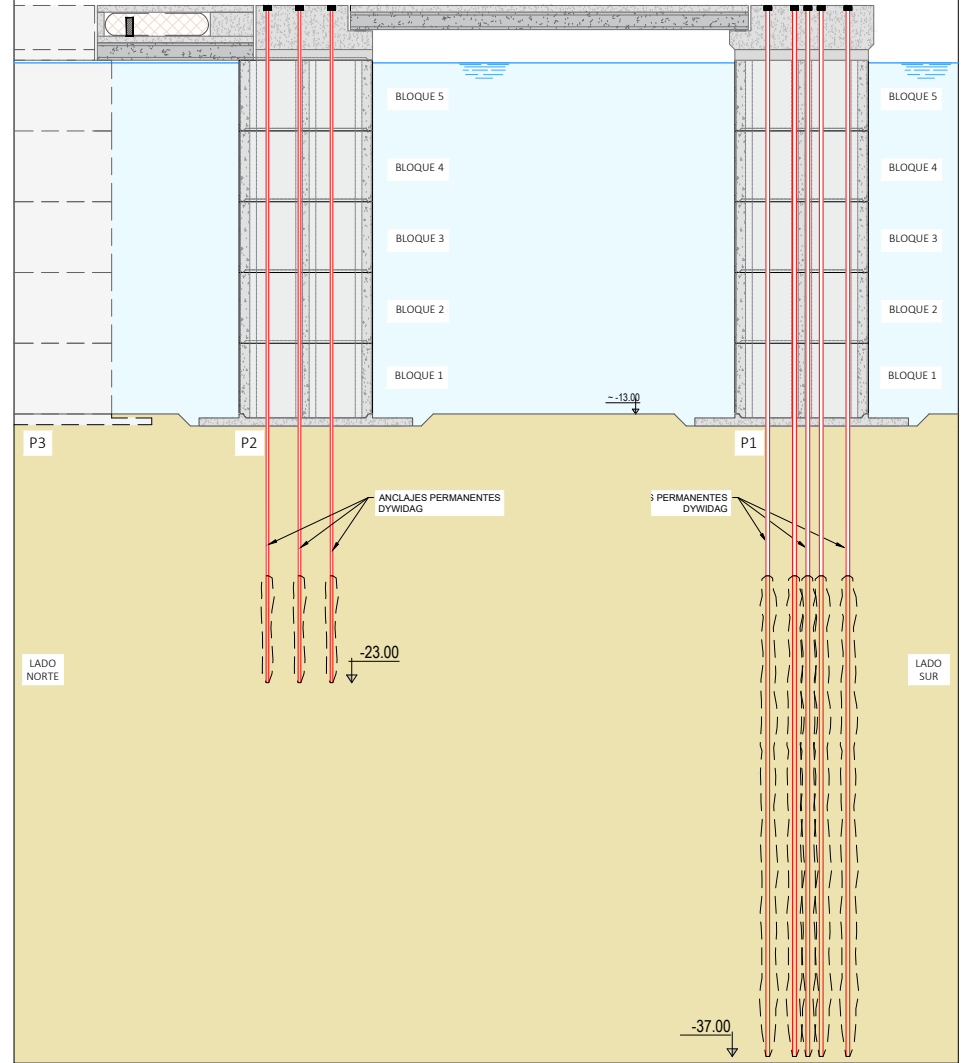 BLOQUE 5
BLOQUE 5
BLOQUE 4
BLOQUE 4
BLOQUE 3
BLOQUE 3
BLOQUE 2
BLOQUE 2
BLOQUE 1
BLOQUE 1
~ -13.00
P3
P2
P1
ANCLAJES PERMANENTES
DYWIDAG
S PERMANENTES
DYWIDAG
-23.00
LADO
NORTE
LADO
SUR
-37.00